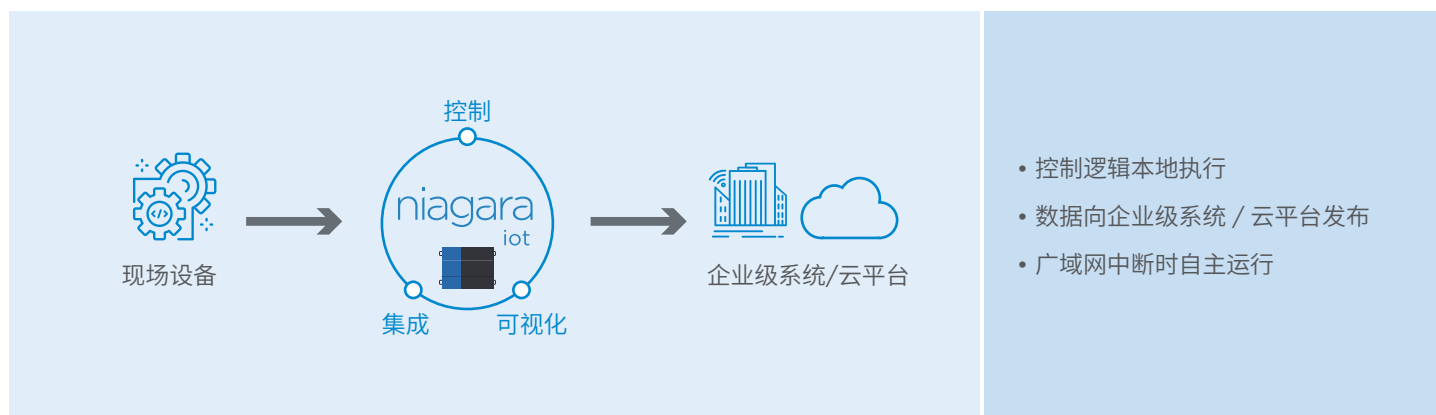 控制
niagara
iot
现场设备
集成
可视化
企业级系统/云平台
• 控制逻辑本地执行
• 数据向企业级系统 / 云平台发布
• 广域网中断时自主运行